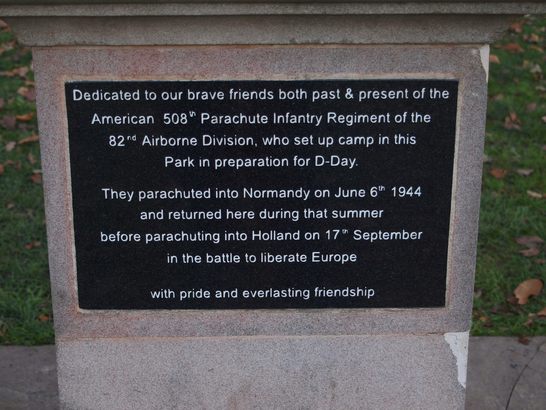 Dedicated to our brave friends both past & present of the
American 508th Parachute Infantry Regiment of the
82nd Airborne Division, who set up camp in this
Park in preparation for D-Day.
They parachuted into Normandy on June 6th 1944
and returned here during that summer
before parachuting into Holland on 17th September
in the battle to liberate Europe
with pride and everlasting friendship